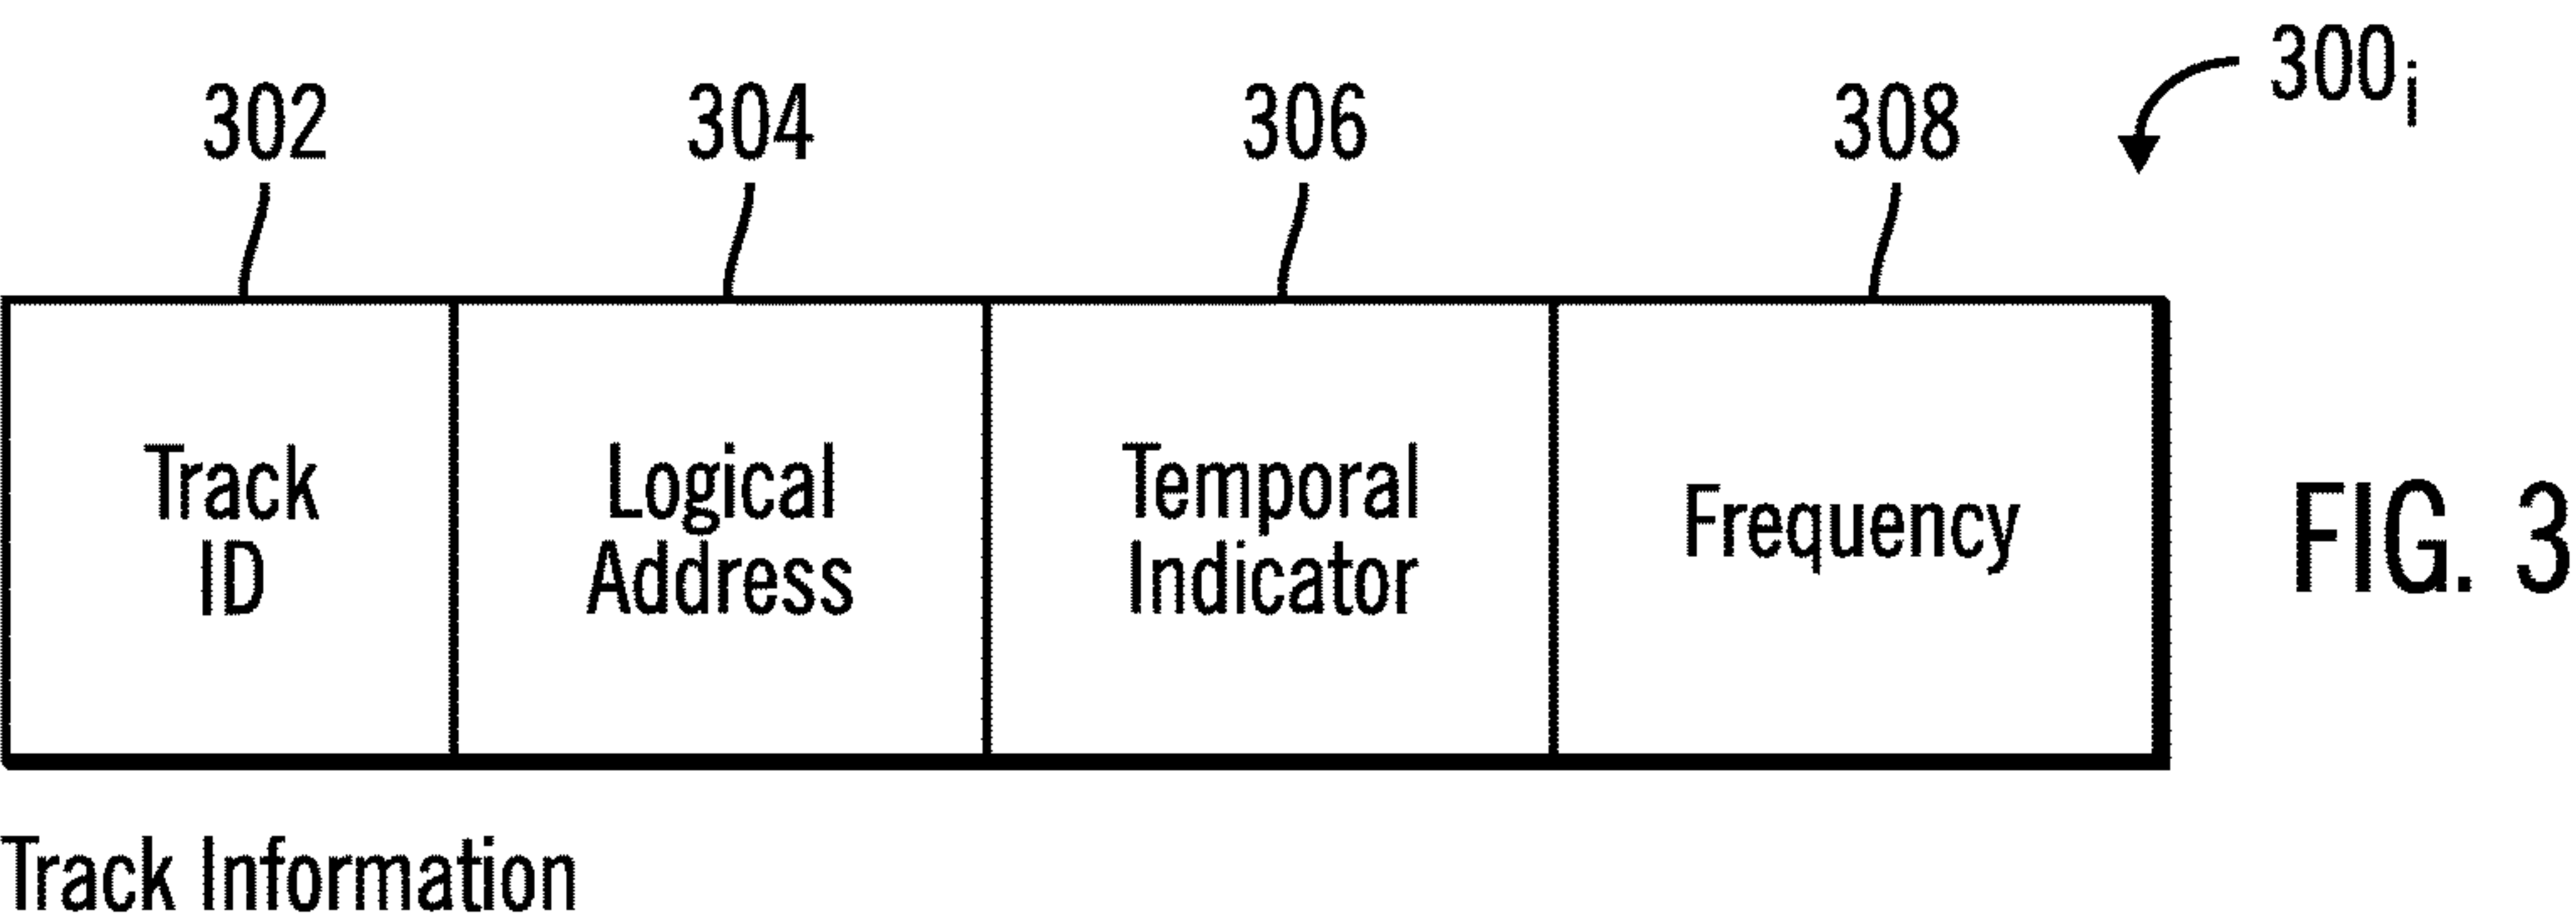 300i
302 304 306 308
Track
ID
Logical
Address
Temporal
Indicator
Frequency
FIG. 3
Track Information